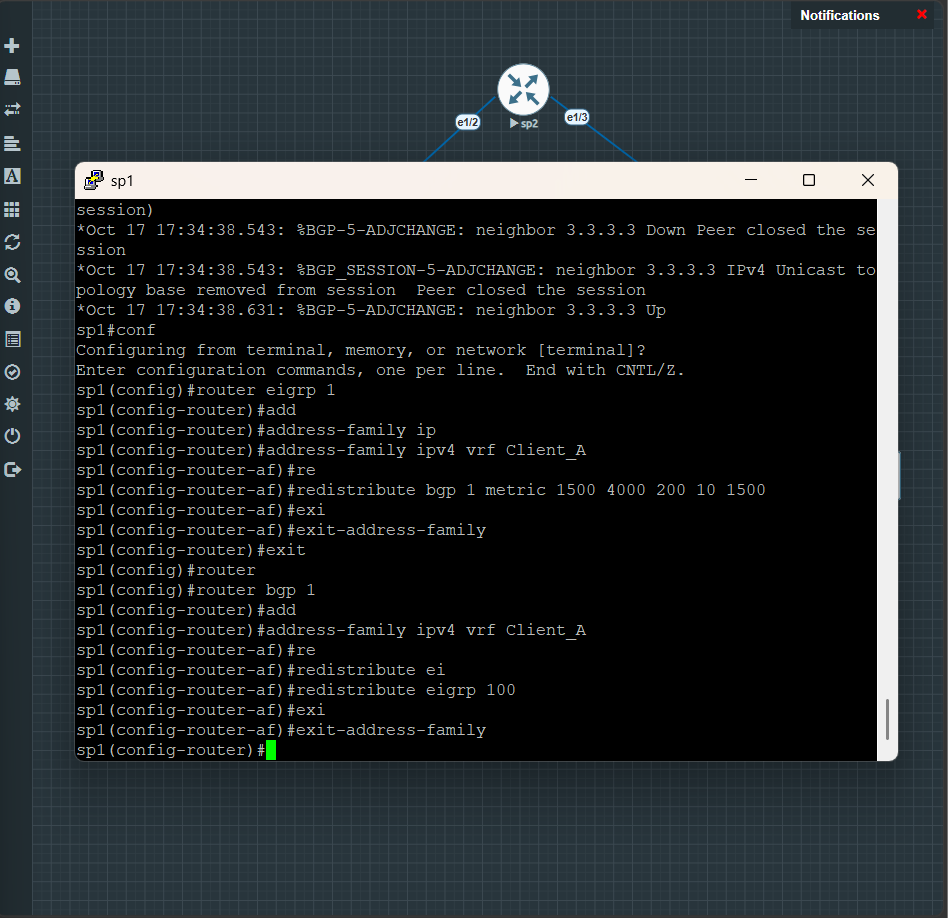 Notifications
e1/2
sp2
e1/3
sp1
session)
*Oct 17 17:34:38.543: %BGP-5-ADJCHANGE: neighbor 3.3.3.3 Down Peer closed the se
ssion
*Oct 17 17:34:38.543: %BGP_SESSION-5-ADJCHANGE: neighbor 3.3.3.3 IPv4 Unicast to
pology base removed from session  Peer closed the session
*Oct 17 17:34:38.631: %BGP-5-ADJCHANGE: neighbor 3.3.3.3 Up
sp1#conf
Configuring from terminal, memory, or network [terminal]?
Enter configuration commands, one per line.  End with CNTL/Z.
sp1(config)#router eigrp 1
sp1(config-router)#add
sp1(config-router)#address-family ip
sp1(config-router)#address-family ipv4 vrf Client_A
sp1(config-router-af)#re
sp1(config-router-af)#redistribute bgp 1 metric 1500 4000 200 10 1500
sp1(config-router-af)#exi
sp1(config-router-af)#exit-address-family
sp1(config-router)#exit
sp1(config)#router
sp1(config)#router bgp 1
sp1(config-router)#add
sp1(config-router)#address-family ipv4 vrf Client_A
sp1(config-router-af)#re
sp1(config-router-af)#redistribute ei
sp1(config-router-af)#redistribute eigrp 100
sp1(config-router-af)#exi
sp1(config-router-af)#exit-address-family
sp1(config-router)#